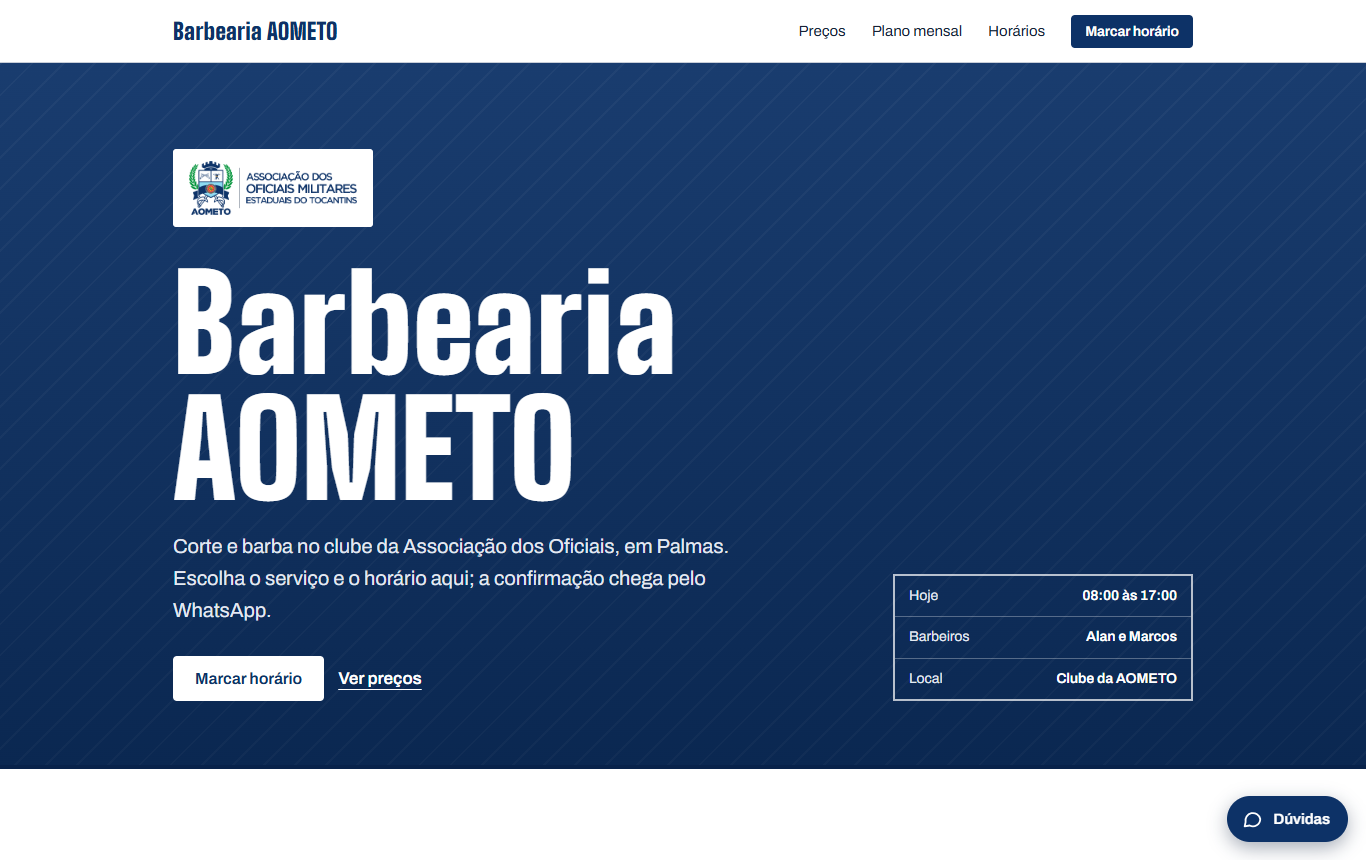 Barbearia AOMETO
Preços
Plano mensal
Horários
Marcar horário
ASSOCIAÇÃO DOS
OFICIAIS MILITARES
ESTADUAIS DO TOCANTINS
AOMETO
Barbearia
AOMETO
Corte e barba no clube da Associação dos Oficiais, em Palmas.
Escolha o serviço e o horário aqui; a confirmação chega pelo
WhatsApp.
Marcar horário
Ver preços
Hoje 08:00 às 17:00
Barbeiros Alan e Marcos
Local Clube da AOMETO
Dúvidas